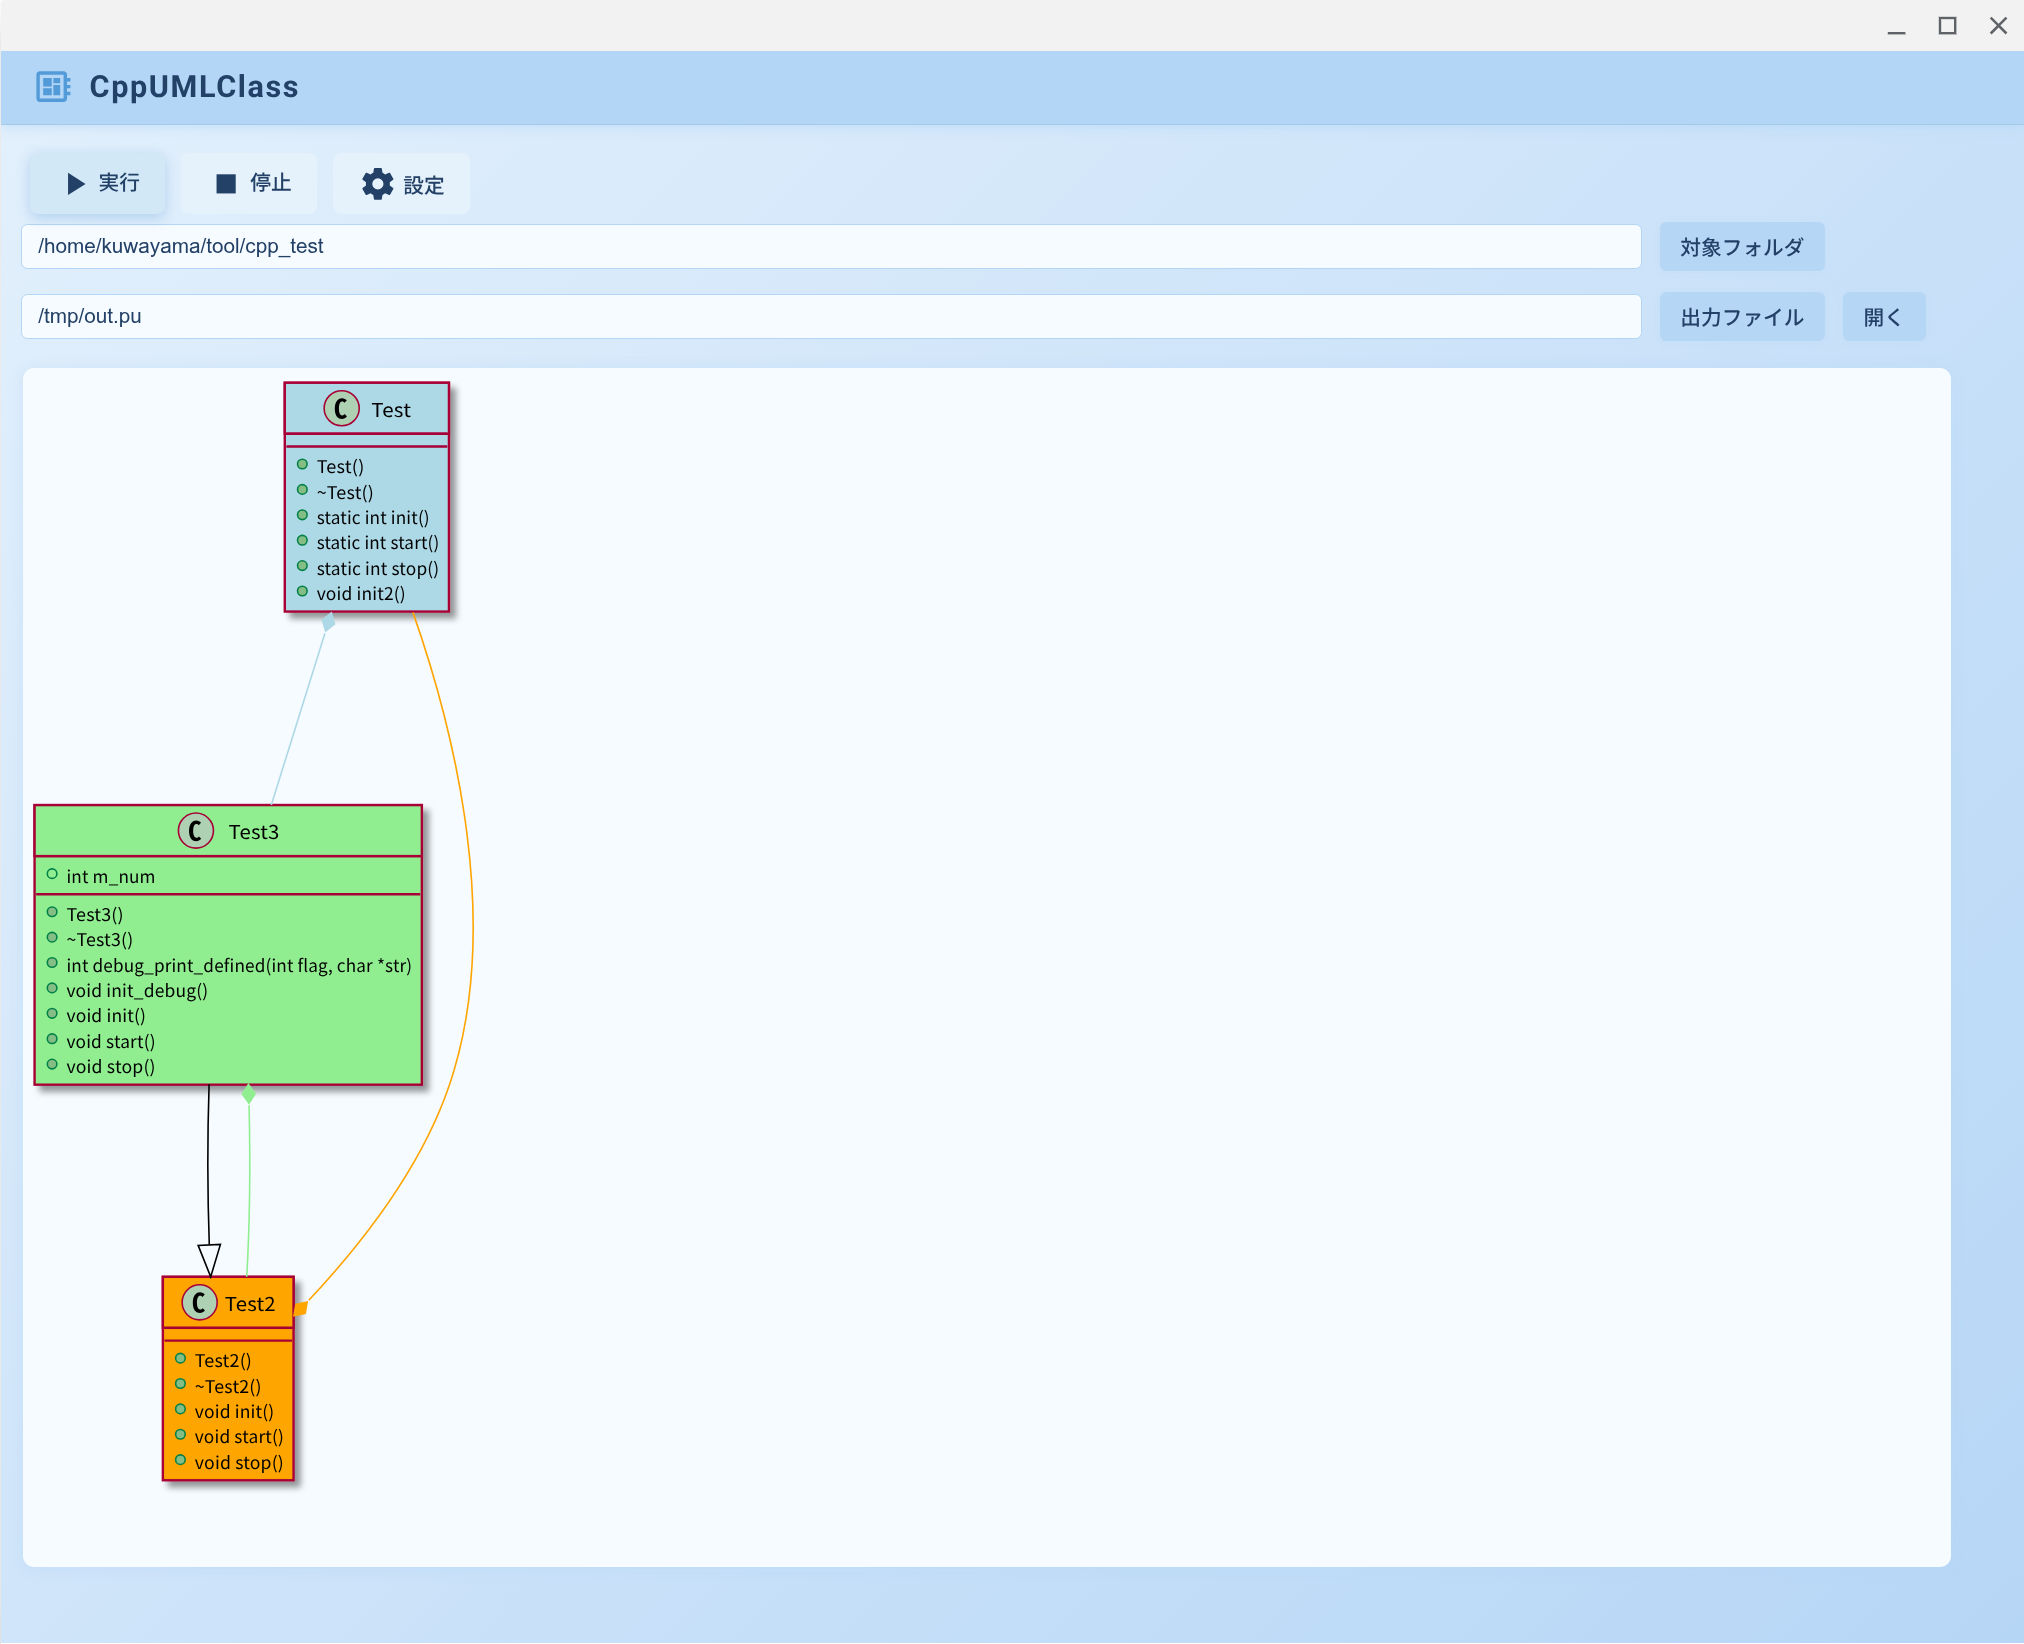 CppUMLClass
実行 停止 設定
/home/kuwayama/tool/cpp_test 対象フォルダ
/tmp/out.pu 出力ファイル 開く
C Test
Test()
~Test()
static int init()
static int start()
static int stop()
void init2()
C Test3
int m_num
Test3()
~Test3()
int debug_print_defined(int flag, char *str)
void init_debug()
void init()
void start()
void stop()
C Test2
Test2()
~Test2()
void init()
void start()
void stop()